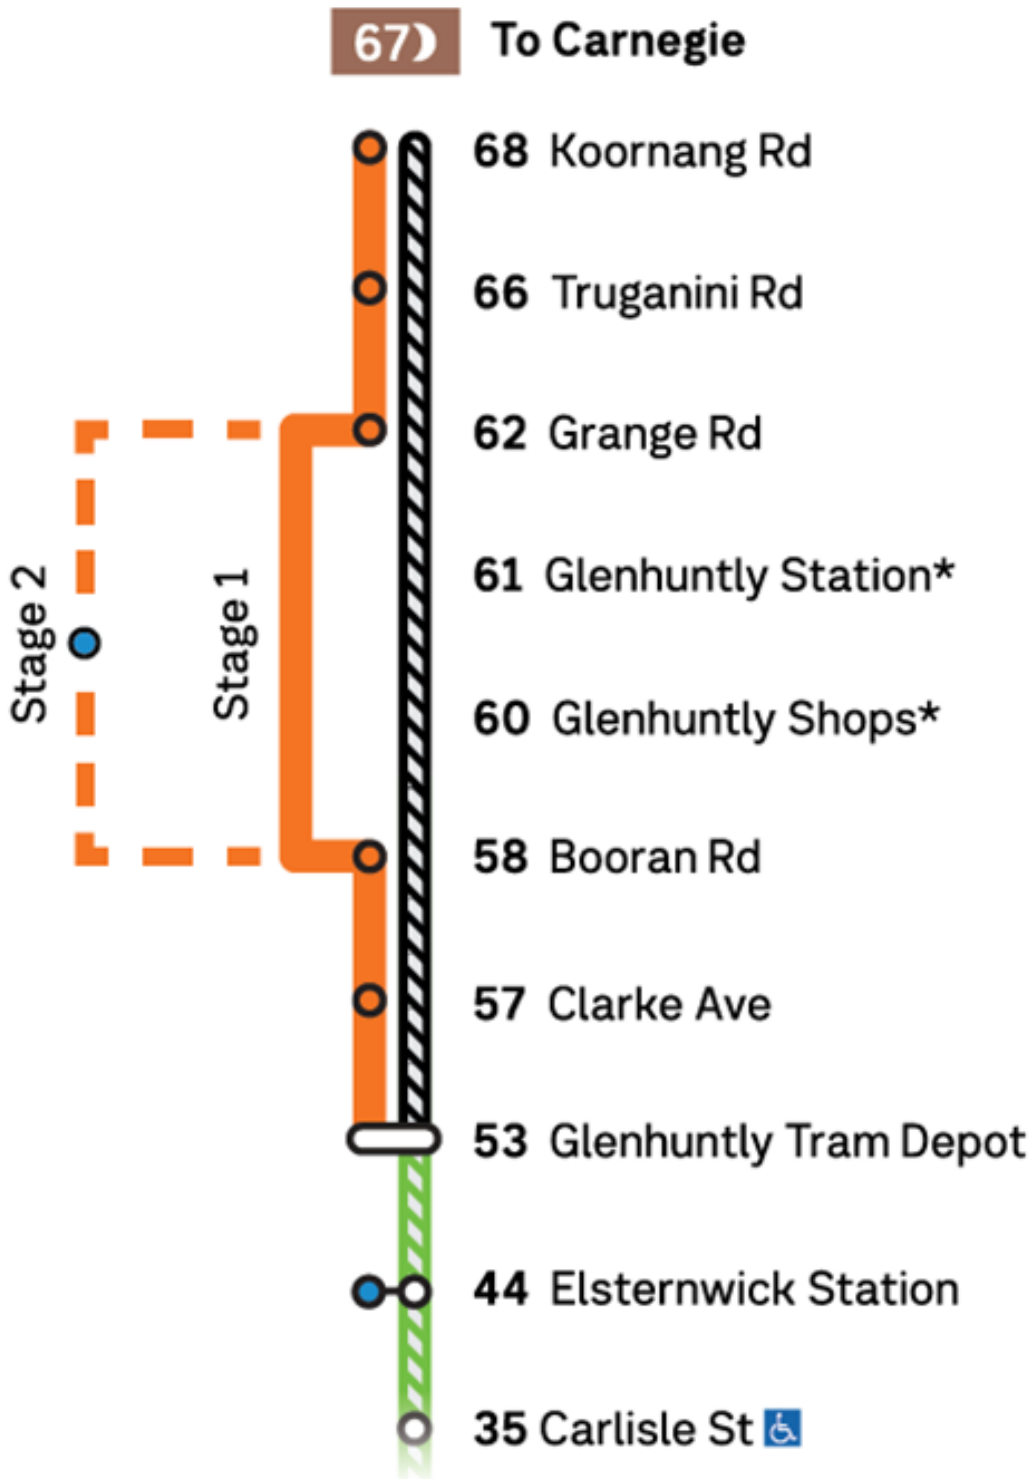 67 To Carnegie
68 Koornang Rd
66 Truganini Rd
62 Grange Rd
61 Glenhuntly Station*
Stage 2
Stage 1
60 Glenhuntly Shops*
58 Booran Rd
57 Clarke Ave
53 Glenhuntly Tram Depot
44 Elsternwick Station
35 Carlisle St